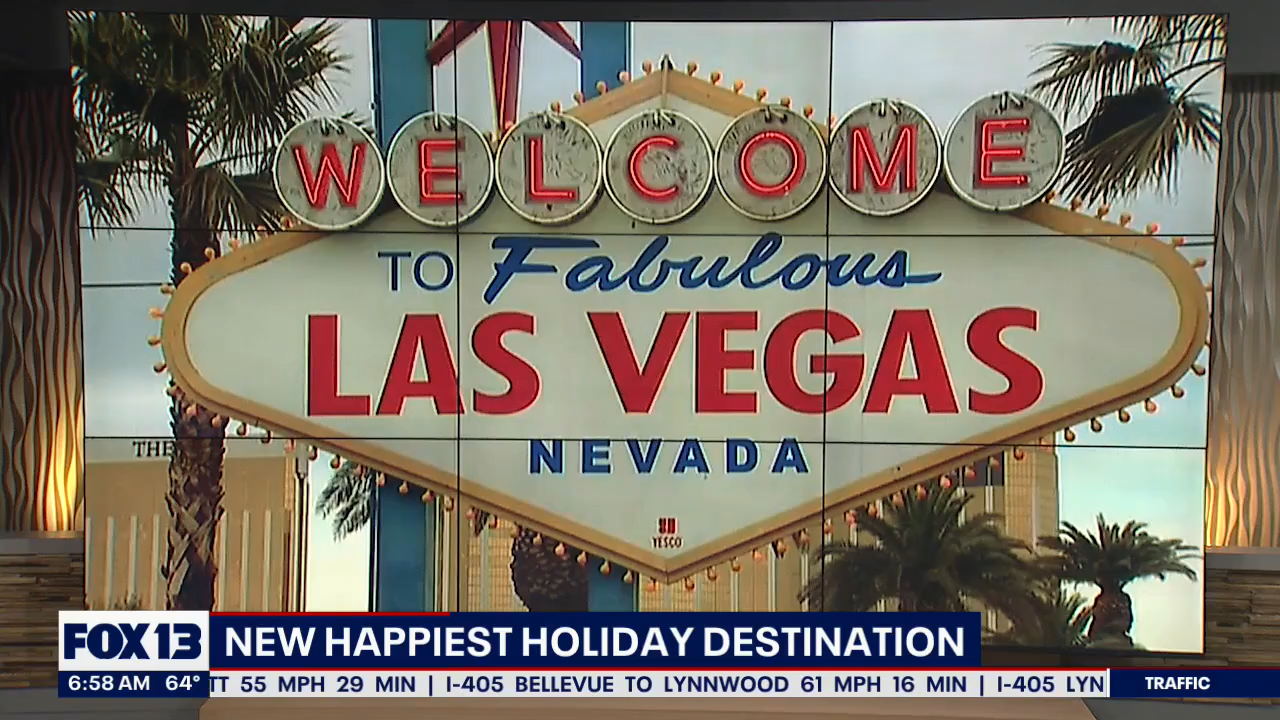 WELCOME
TO Fabulous
LAS VEGAS
NEVADA
YESCO
THE
FOX 13
NEW HAPPIEST HOLIDAY DESTINATION
6:58 AM 64°
TT 55 MPH 29 MIN | I-405 BELLEVUE TO LYNNWOOD 61 MPH 16 MIN | I-405 LYN
TRAFFIC